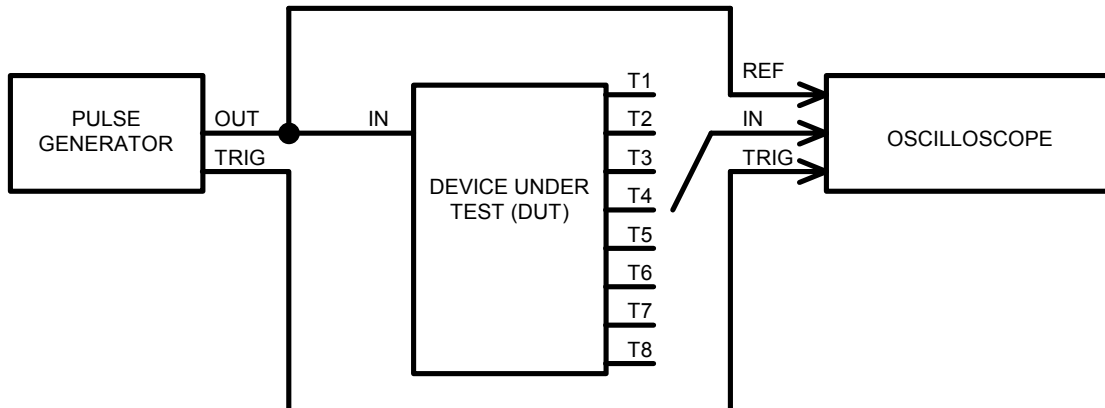 PULSE
GENERATOR
OUT
TRIG
IN
DEVICE UNDER
TEST (DUT)
T1
T2
T3
T4
T5
T6
T7
T8
REF
IN
TRIG
OSCILLOSCOPE